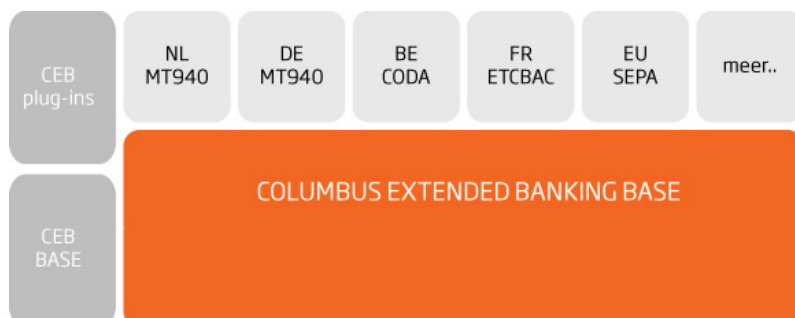 CEB
plug-ins
NL
MT940
DE
MT940
BE
CODA
FR
ETCBAC
EU
SEPA
meer..
COLUMBUS EXTENDED BANKING BASE
CEB
BASE